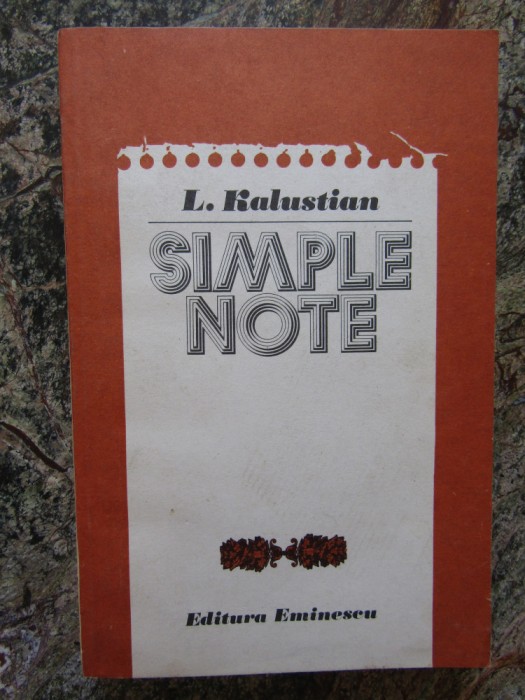 L. Kalustian
SIMPLE
NOTE
Editura Eminescu